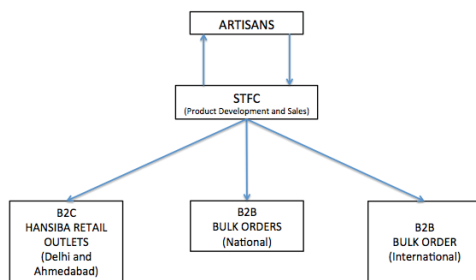 ARTISANS
STFC
(Product Development and Sales)
B2C
HANSIBA RETAIL
OUTLETS
(Delhi and
Ahmedabad)
B2B
BULK ORDERS
(National)
B2B
BULK ORDER
(International)